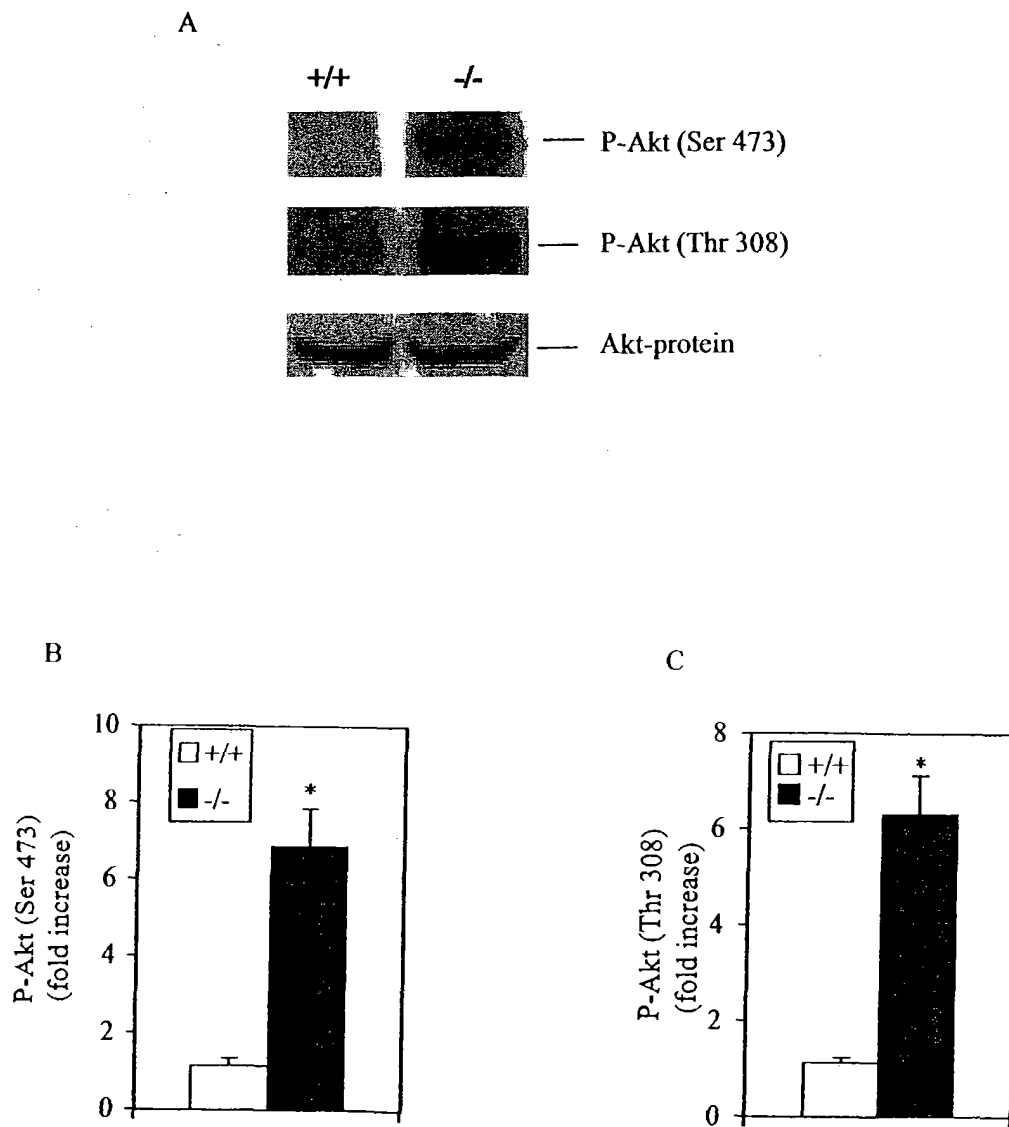 A
+/+ -/-
P-Akt (Ser 473)
P-Akt (Thr 308)
Akt-protein
B
P-Akt (Ser 473)
(fold increase)
10
8
6
4
2
0
+/+
-/-
*
C
P-Akt (Thr 308)
(fold increase)
8
6
4
2
0
+/+
-/-
*